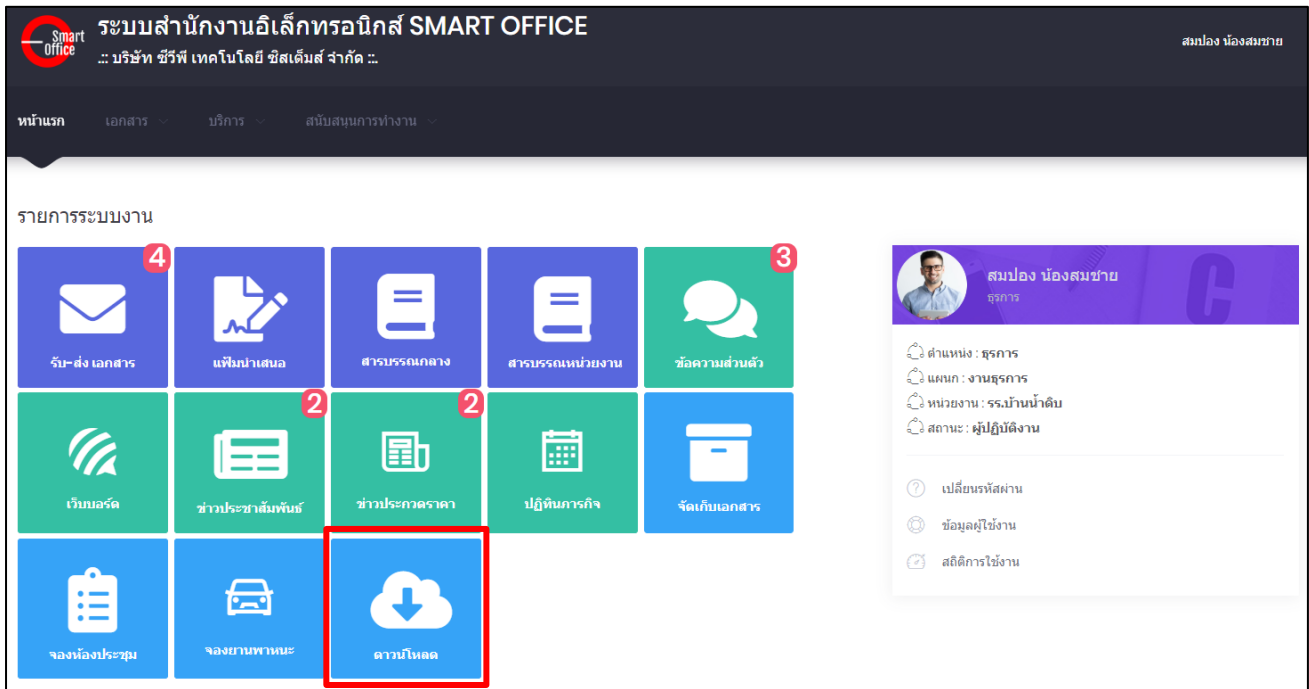 Smart
Office
ระบบสำนักงานอิเล็กทรอนิกส์ SMART OFFICE
.:: บริษัท ซีวีพี เทคโนโลยี ซิสเต็มส์ จำกัด ::.
สมปอง น้องสมชาย
หน้าแรก เอกสาร บริการ สนับสนุนการทำงาน
รายการระบบงาน
4
3
รับ-ส่ง เอกสาร
แฟ้มนำเสนอ
สารบรรณกลาง
สารบรรณหน่วยงาน
ข้อความส่วนตัว
2
2
เว็บบอร์ด
ข่าวประชาสัมพันธ์
ข่าวประกวดราคา
ปฏิทินภารกิจ
จัดเก็บเอกสาร
จองห้องประชุม
จองยานพาหนะ
ดาวน์โหลด
C
สมปอง น้องสมชาย
ธุรการ
ตำแหน่ง : ธุรการ
แผนก : งานธุรการ
หน่วยงาน : รร.บ้านน้ำดิบ
สถานะ : ผู้ปฏิบัติงาน
เปลี่ยนรหัสผ่าน
ข้อมูลผู้ใช้งาน
สถิติการใช้งาน